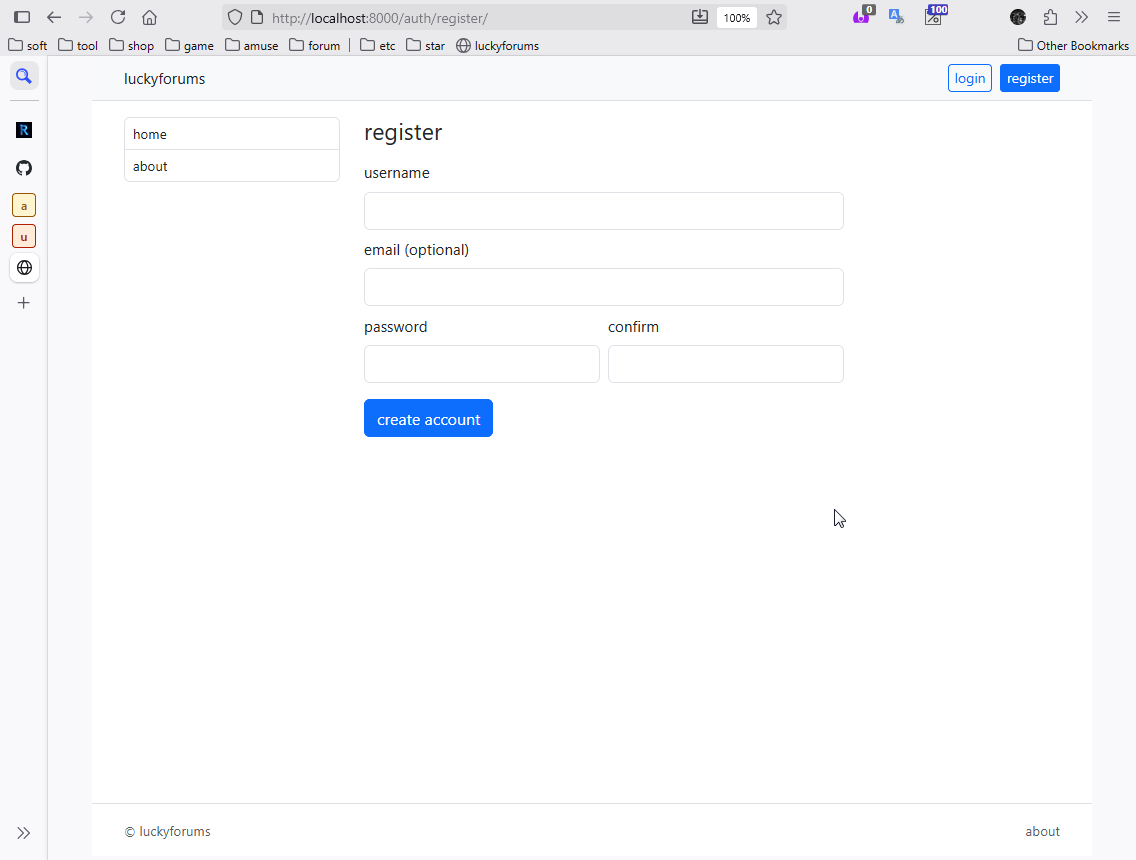 http://localhost:8000/auth/register/
100%
0
100
soft tool shop game amuse forum etc star luckyforums Other Bookmarks
luckyforums login register
R
home
about
a
u
register
username
email (optional)
password confirm
create account
© luckyforums about